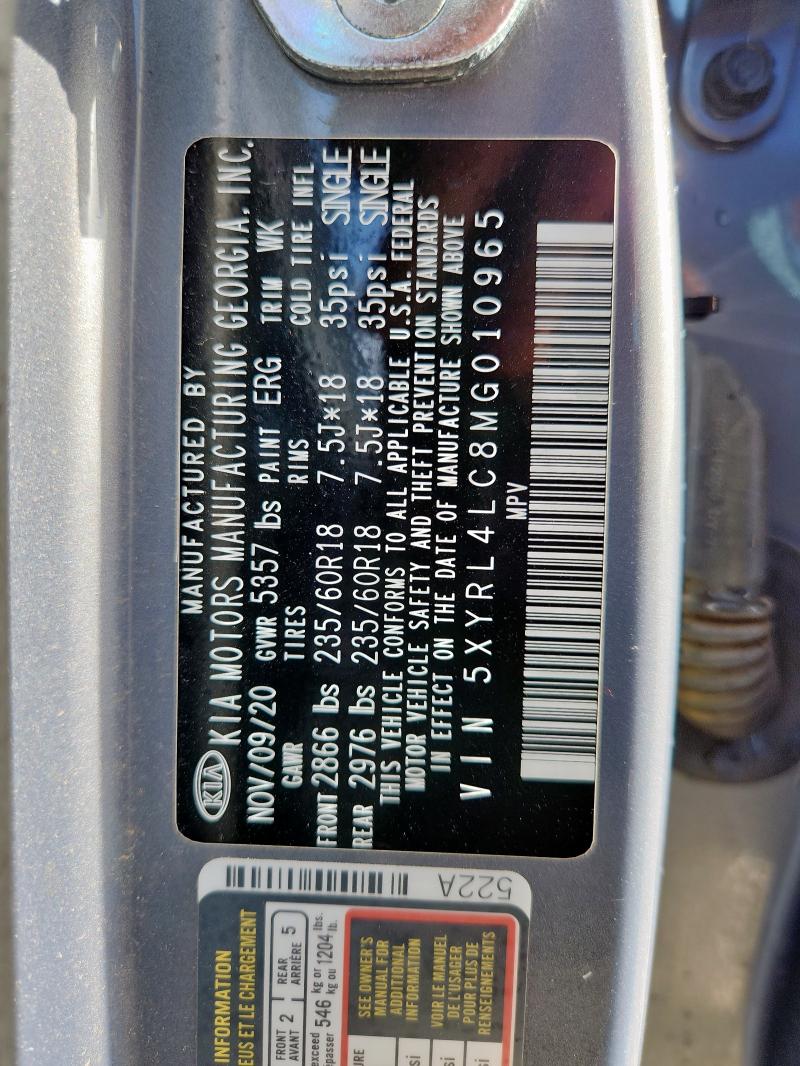 MANUFACTURED BY
KIA KIA MOTORS MANUFACTURING GEORGIA. INC.
NOV/09/20 GVWR 5357 lbs PAINT ERG TRIM WK
GAWR TIRES RIMS COLD TIRE INFL
FRONT 2866 lbs 235/60R18 7.5J*18 35psi SINGLE
REAR 2976 lbs 235/60R18 7.5J*18 35psi SINGLE
THIS VEHICLE CONFORMS TO ALL APPLICABLE U.S.A. FEDERAL
MOTOR VEHICLE SAFETY AND THEFT PREVENTION STANDARDS
IN EFFECT ON THE DATE OF MANUFACTURE SHOWN ABOVE
VIN 5XYRL4LC8MG010965
MPV
522A
INFORMATION
EUS ET LE CHARGEMENT
FRONT 2 REAR 5
AVANT ARRIÈRE
exceed 546 kg or 1204 lbs.
kg ou lb.
SEE OWNER'S
MANUAL FOR
ADDITIONAL
INFORMATION
VOIR LE MANUEL
DE L'USAGER
POUR PLUS DE
RENSEIGNEMENTS